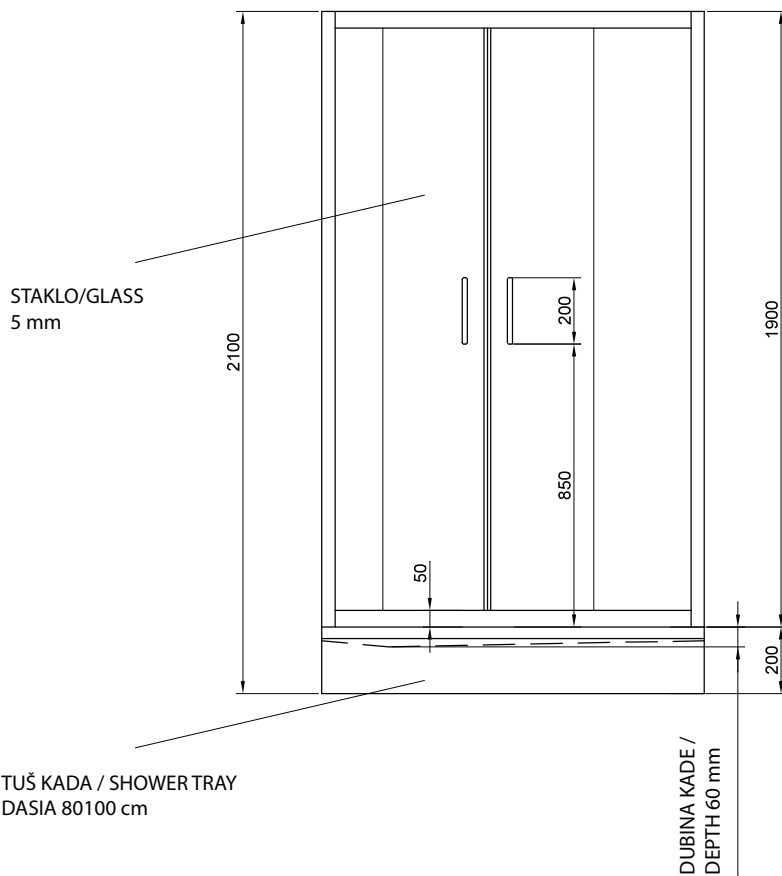 STAKLO/GLASS
5 mm
2100
200
1900
850
50
200
TUŠ KADA / SHOWER TRAY
DASIA 80100 cm
DUBINA KADE /
DEPTH 60 mm